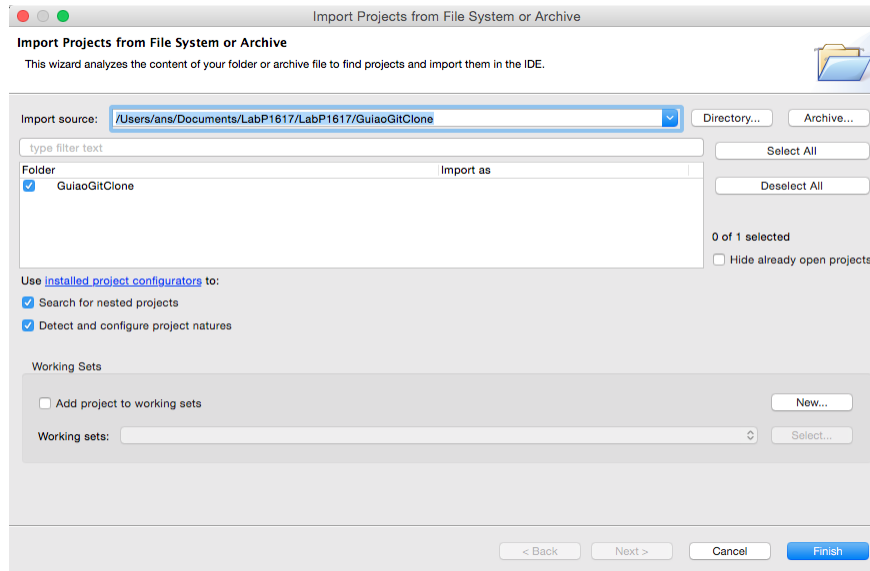 Import Projects from File System or Archive
Import Projects from File System or Archive
This wizard analyzes the content of your folder or archive file to find projects and import them in the IDE.
Import source: /Users/ans/Documents/LabP1617/LabP1617/GuiaoGitClone Directory... Archive...
type filter text Select All
Folder Import as
GuiaoGitClone Deselect All
0 of 1 selected
Hide already open projects
Use installed project configurators to:
Search for nested projects
Detect and configure project natures
Working Sets
Add project to working sets New...
Working sets: Select...
< Back Next > Cancel Finish